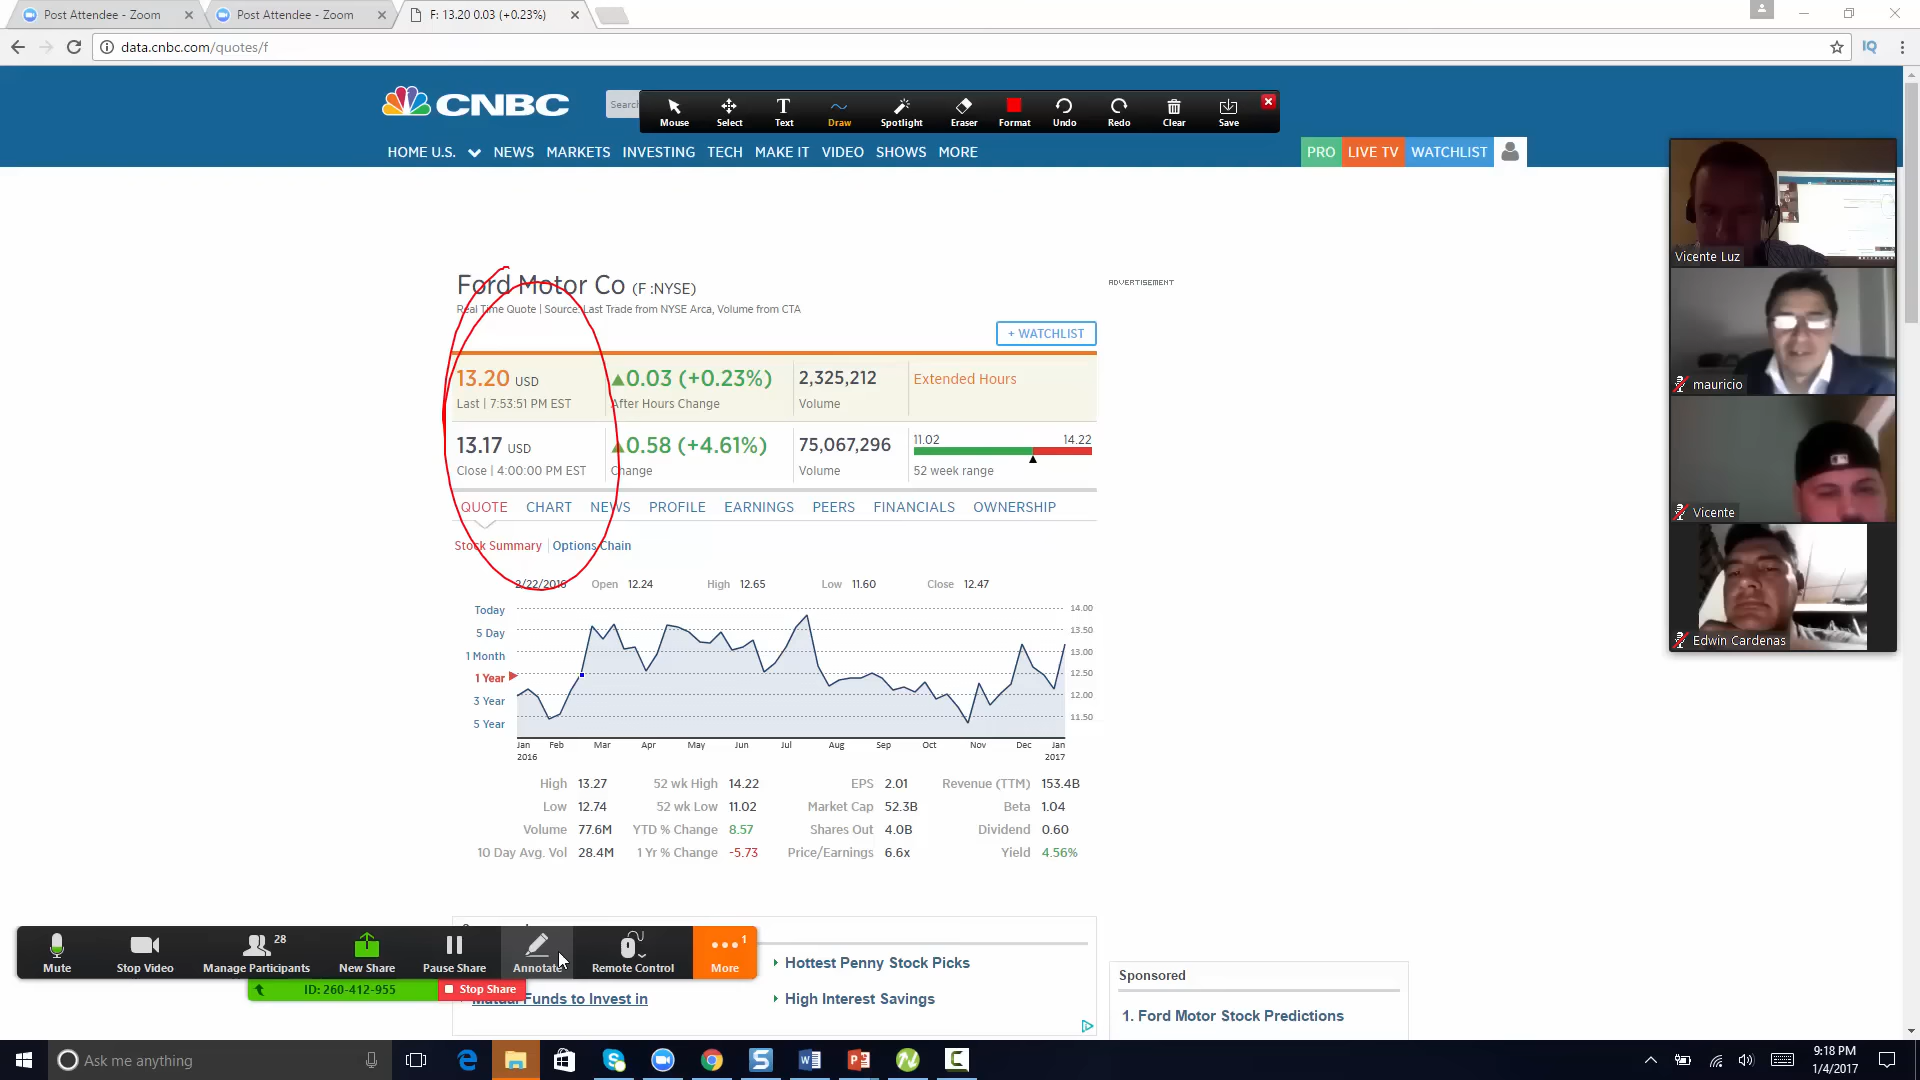 Post Attendee - Zoom
Post Attendee - Zoom
F: 13.20 0.03 (+0.23%)
data.cnbc.com/quotes/f
IQ
CNBC
Search
Mouse Select Text Draw Spotlight Eraser Format Undo Redo Clear Save
HOME U.S. NEWS MARKETS INVESTING TECH MAKE IT VIDEO SHOWS MORE
PRO LIVE TV WATCHLIST
Vicente Luz
mauricio
Vicente
Edwin Cardenas
Ford Motor Co (F :NYSE)
Real Time Quote | Source: Last Trade from NYSE Arca, Volume from CTA
ADVERTISEMENT
+ WATCHLIST
13.20 USD 0.03 (+0.23%) 2,325,212 Extended Hours
Last | 7:53:51 PM EST After Hours Change Volume
13.17 USD 0.58 (+4.61%) 75,067,296 11.02 14.22
Close | 4:00:00 PM EST Change Volume 52 week range
QUOTE CHART NEWS PROFILE EARNINGS PEERS FINANCIALS OWNERSHIP
Stock Summary | Options Chain
2/22/2016 Open 12.24 High 12.65 Low 11.60 Close 12.47
Today
5 Day
1 Month
1 Year
3 Year
5 Year
14.00
13.50
13.00
12.50
12.00
11.50
Jan Feb Mar Apr May Jun Jul Aug Sep Oct Nov Dec Jan
2016 2017
High 13.27 52 wk High 14.22 EPS 2.01 Revenue (TTM) 153.4B
Low 12.74 52 wk Low 11.02 Market Cap 52.3B Beta 1.04
Volume 77.6M YTD % Change 8.57 Shares Out 4.0B Dividend 0.60
10 Day Avg. Vol 28.4M 1 Yr % Change -5.73 Price/Earnings 6.6x Yield 4.56%
Mute Stop Video Manage Participants 28 New Share Pause Share Annotate Remote Control More 1
ID: 260-412-955 Stop Share
Hottest Penny Stock Picks
Mutual Funds to Invest in
High Interest Savings
Sponsored
1. Ford Motor Stock Predictions
Ask me anything
9:18 PM
1/4/2017